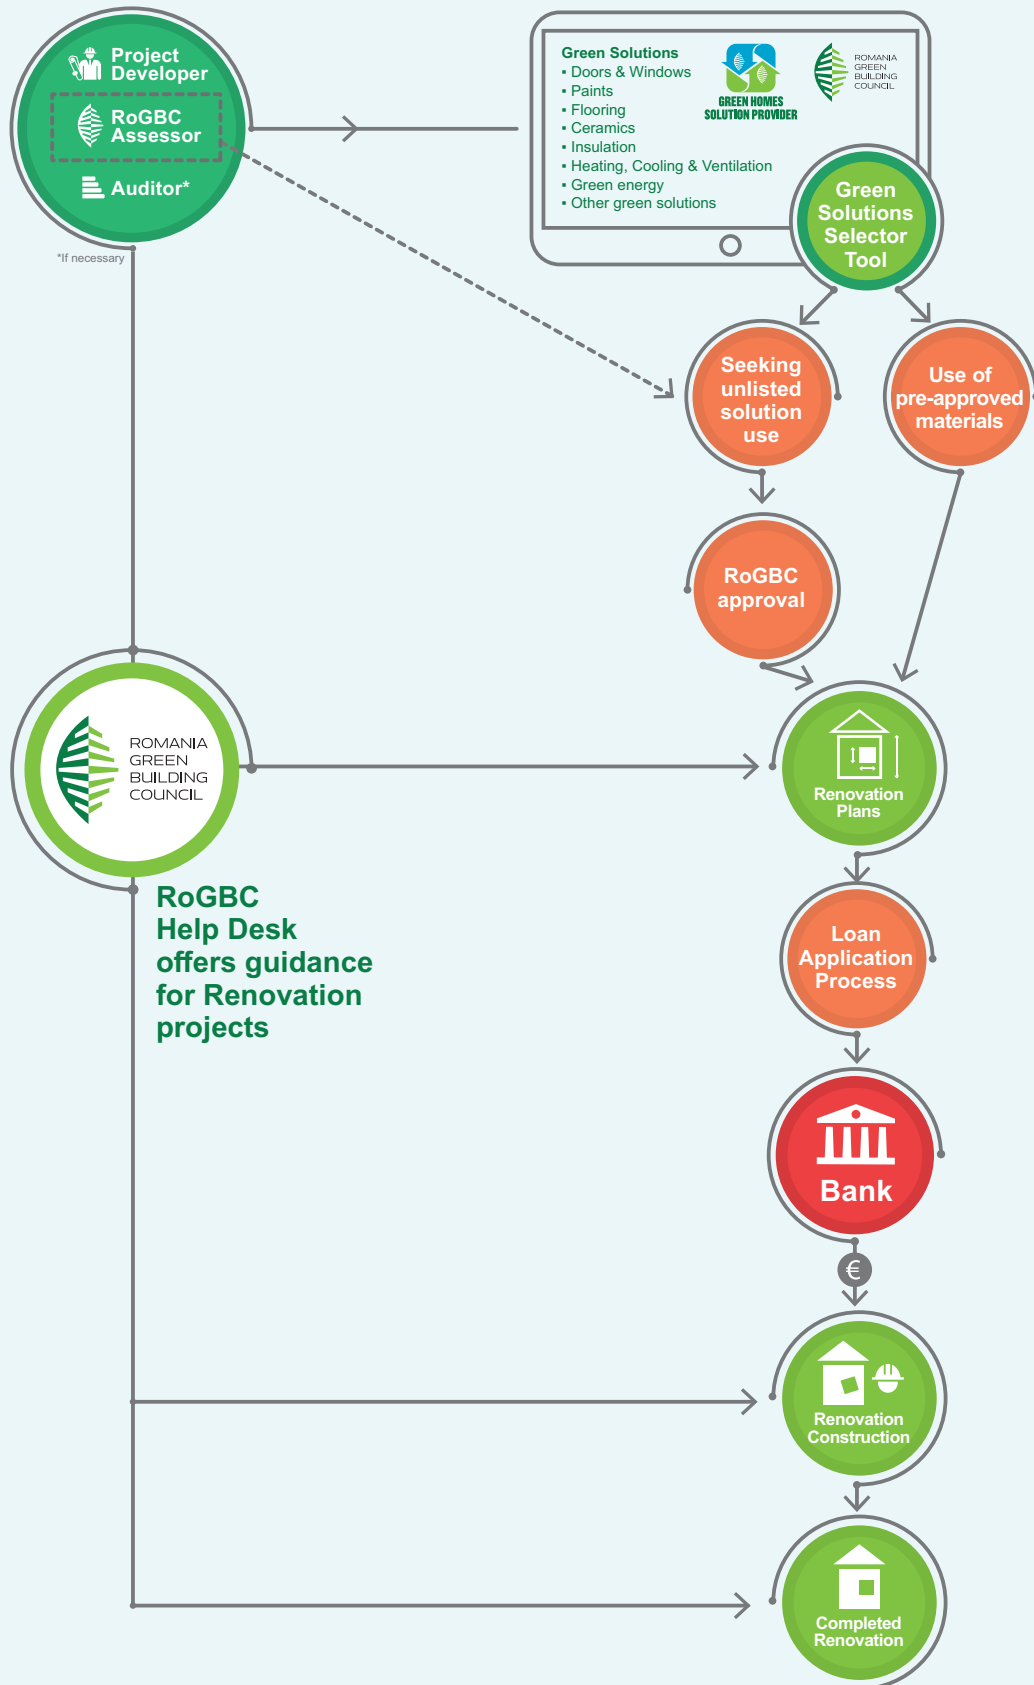 Project
Developer
RoGBC
Assessor
Auditor*
*If necessary
Green Solutions
▪ Doors & Windows
▪ Paints
▪ Flooring
▪ Ceramics
▪ Insulation
▪ Heating, Cooling & Ventilation
▪ Green energy
▪ Other green solutions
GREEN HOMES
SOLUTION PROVIDER
ROMANIA
GREEN
BUILDING
COUNCIL
Green
Solutions
Selector
Tool
Seeking
unlisted
solution
use
Use of
pre-approved
materials
RoGBC
approval
ROMANIA
GREEN
BUILDING
COUNCIL
Renovation
Plans
RoGBC
Help Desk
offers guidance
for Renovation
projects
Loan
Application
Process
Bank
€
Renovation
Construction
Completed
Renovation